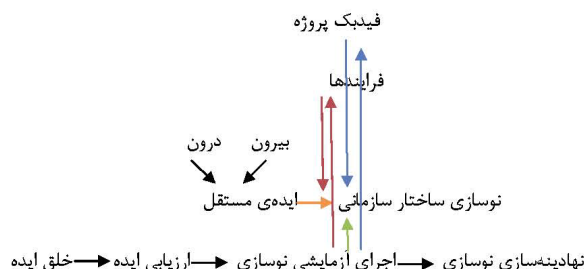 فیدبک پروژه
فرایندها
بیرون درون
نوسازی ساختار سازمانی ایده‌ی مستقل
نهادینه‌سازی نوسازی اجرای آزمایشی نوسازی ارزیابی ایده خلق ایده